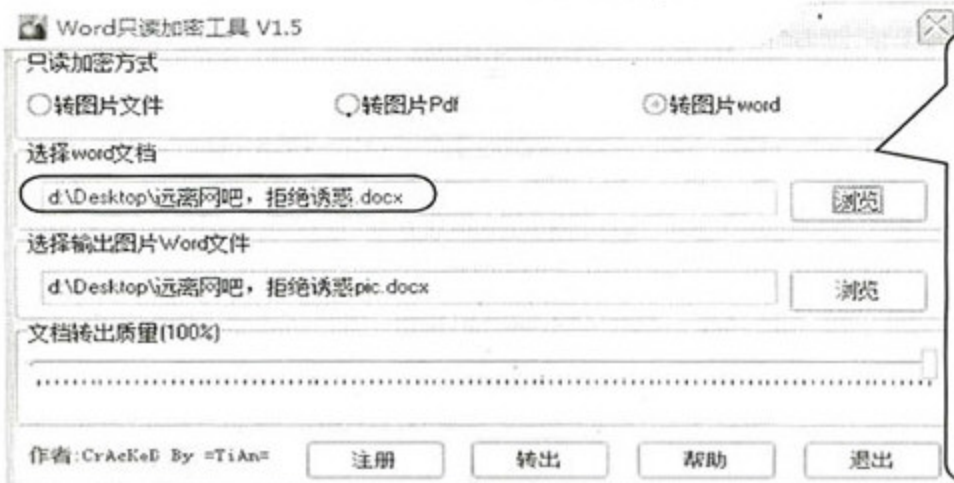 Word只读加密工具 V1.5
只读加密方式
转图片文件 转图片Pdf 转图片word
选择word文档
d:\Desktop\远离网吧，拒绝诱惑.docx 浏览
选择输出图片Word文件
d:\Desktop\远离网吧，拒绝诱惑pic.docx 浏览
文档转出质量(100%)
作者:CrAcKeD By =TiAn= 注册 转出 帮助 退出